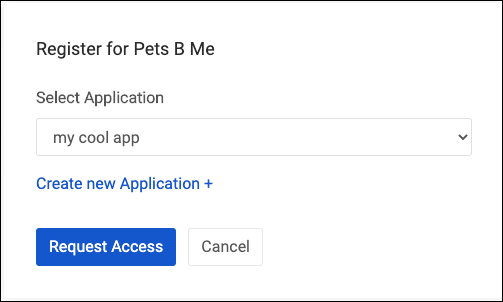 Register for Pets B Me
Select Application
my cool app
Create new Application +
Request Access
Cancel